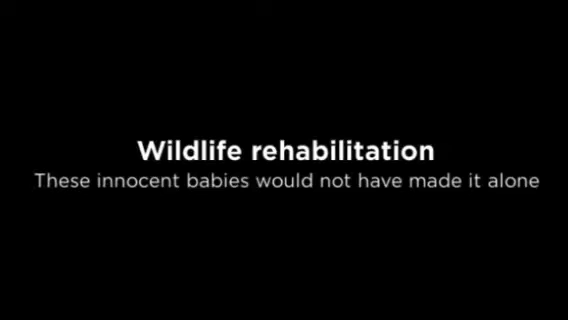 Wildlife rehabilitation
These innocent babies would not have made it alone